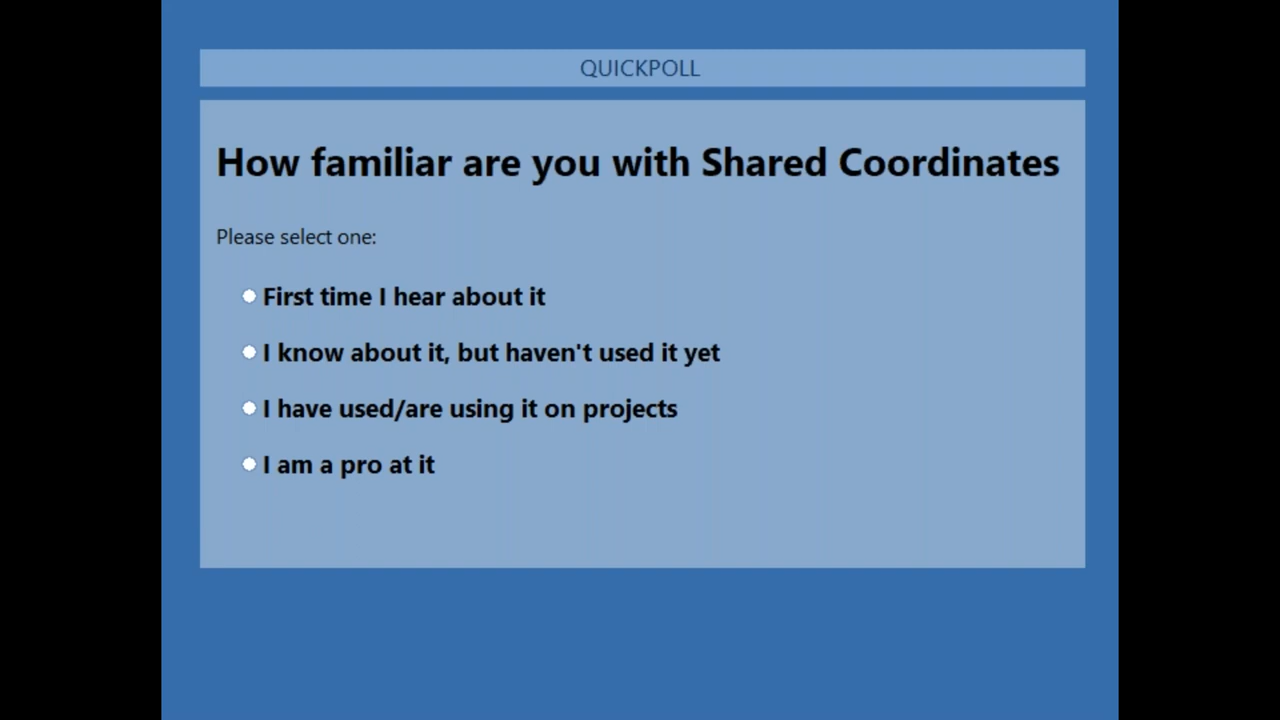 QUICKPOLL
How familiar are you with Shared Coordinates
Please select one:
First time I hear about it
I know about it, but haven't used it yet
I have used/are using it on projects
I am a pro at it